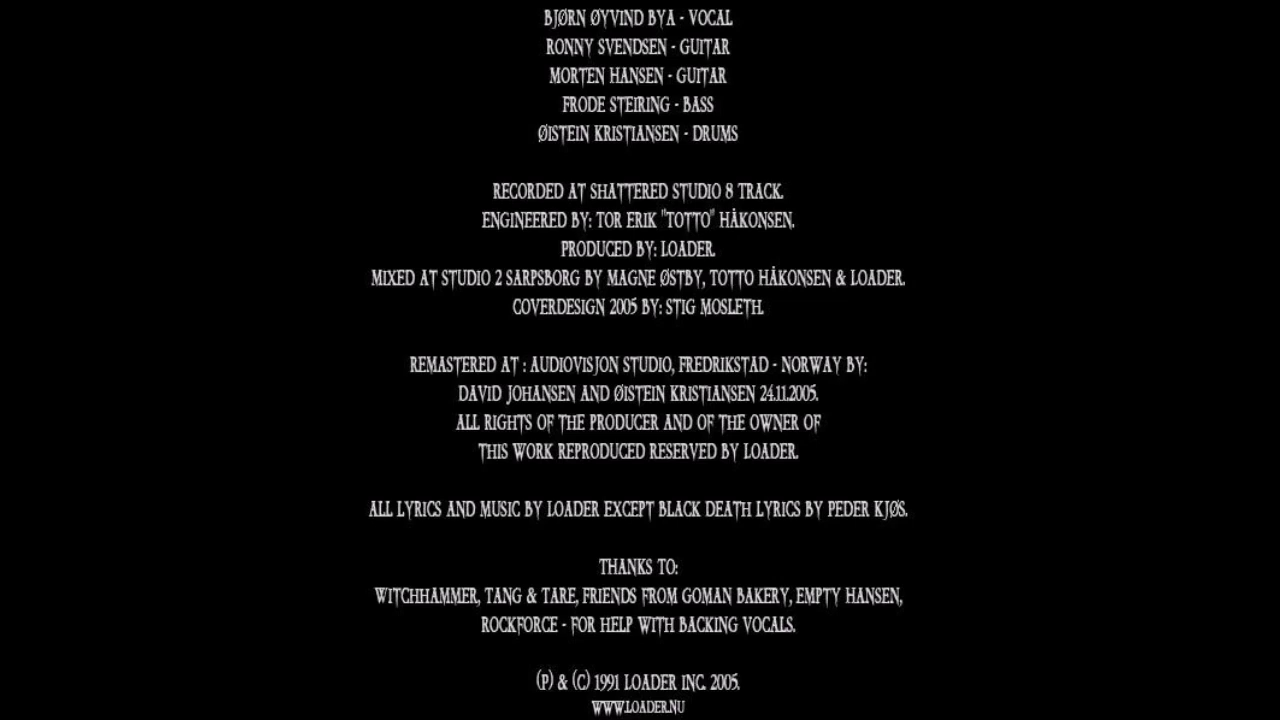 BJØRN ØYVIND BYA - VOCAL
RONNY SVENDSEN - GUITAR
MORTEN HANSEN - GUITAR
FRODE STEIRING - BASS
ØISTEIN KRISTIANSEN - DRUMS
RECORDED AT SHATTERED STUDIO 8 TRACK.
ENGINEERED BY: TOR ERIK "TOTTO" HÅKONSEN.
PRODUCED BY: LOADER.
MIXED AT STUDIO 2 SARPSBORG BY MAGNE ØSTBY, TOTTO HÅKONSEN & LOADER.
COVERDESIGN 2005 BY: STIG MOSLETH.
REMASTERED AT : AUDIOVISJON STUDIO, FREDRIKSTAD - NORWAY BY:
DAVID JOHANSEN AND ØISTEIN KRISTIANSEN 24.11.2005.
ALL RIGHTS OF THE PRODUCER AND OF THE OWNER OF
THIS WORK REPRODUCED RESERVED BY LOADER.
ALL LYRICS AND MUSIC BY LOADER EXCEPT BLACK DEATH LYRICS BY PEDER KJØS.
THANKS TO:
WITCHHAMMER, TANG & TARE, FRIENDS FROM GOMAN BAKERY, EMPTY HANSEN,
ROCKFORCE - FOR HELP WITH BACKING VOCALS.
(P) & (C) 1991 LOADER INC. 2005.
WWW.LOADER.NU